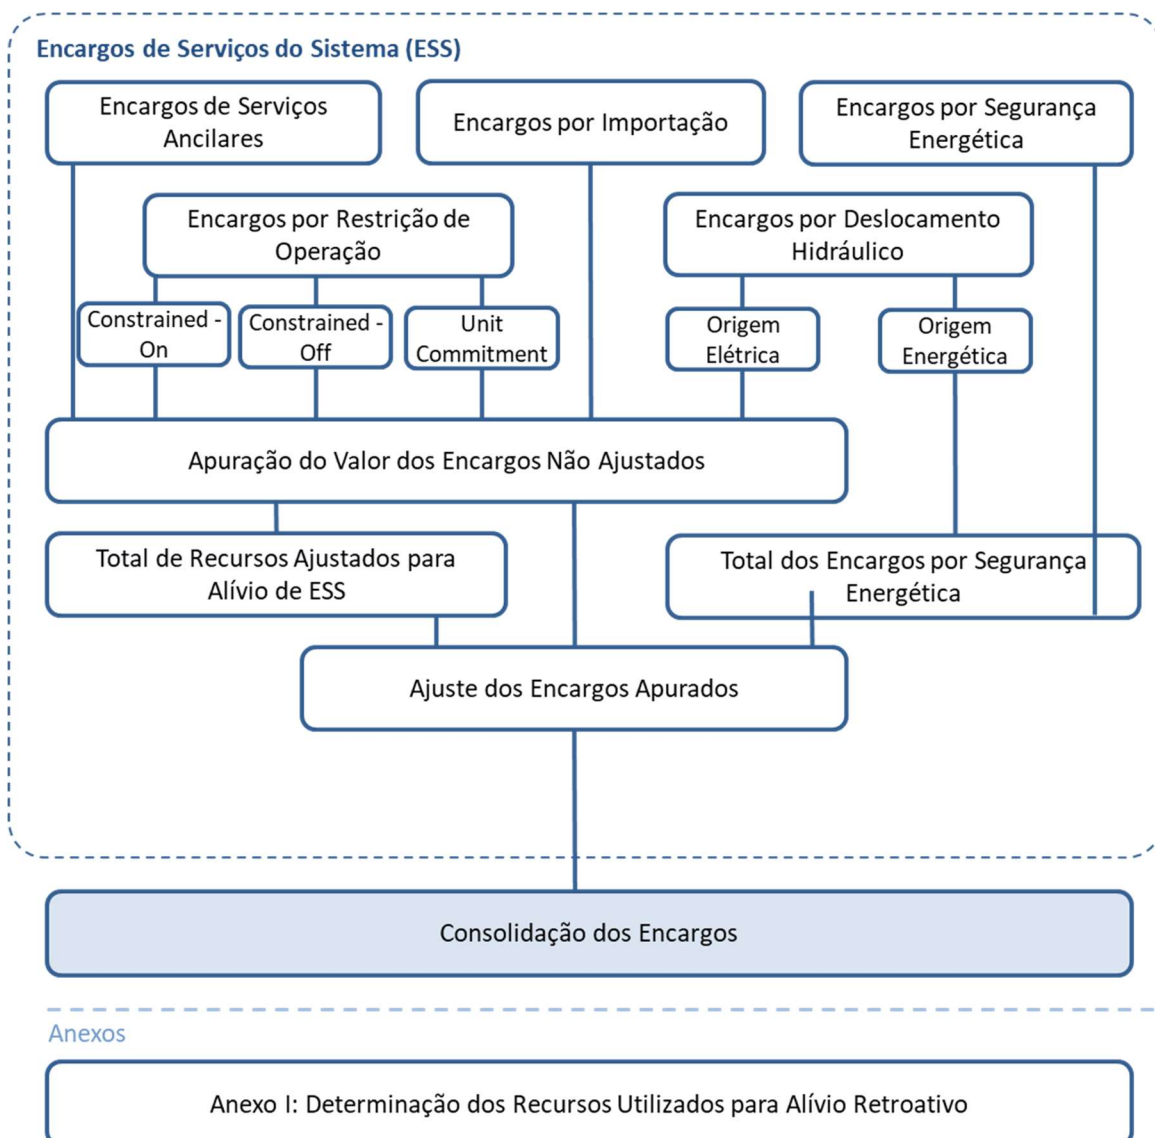 Encargos de Serviços do Sistema (ESS)
Encargos de Serviços
Ancilares
Encargos por Importação
Encargos por Segurança
Energética
Encargos por Restrição de
Operação
Encargos por Deslocamento
Hidráulico
Constrained -
On
Constrained -
Off
Unit
Commitment
Origem
Elétrica
Origem
Energética
Apuração do Valor dos Encargos Não Ajustados
Total de Recursos Ajustados para
Alívio de ESS
Total dos Encargos por Segurança
Energética
Ajuste dos Encargos Apurados
Consolidação dos Encargos
Anexos
Anexo I: Determinação dos Recursos Utilizados para Alívio Retroativo